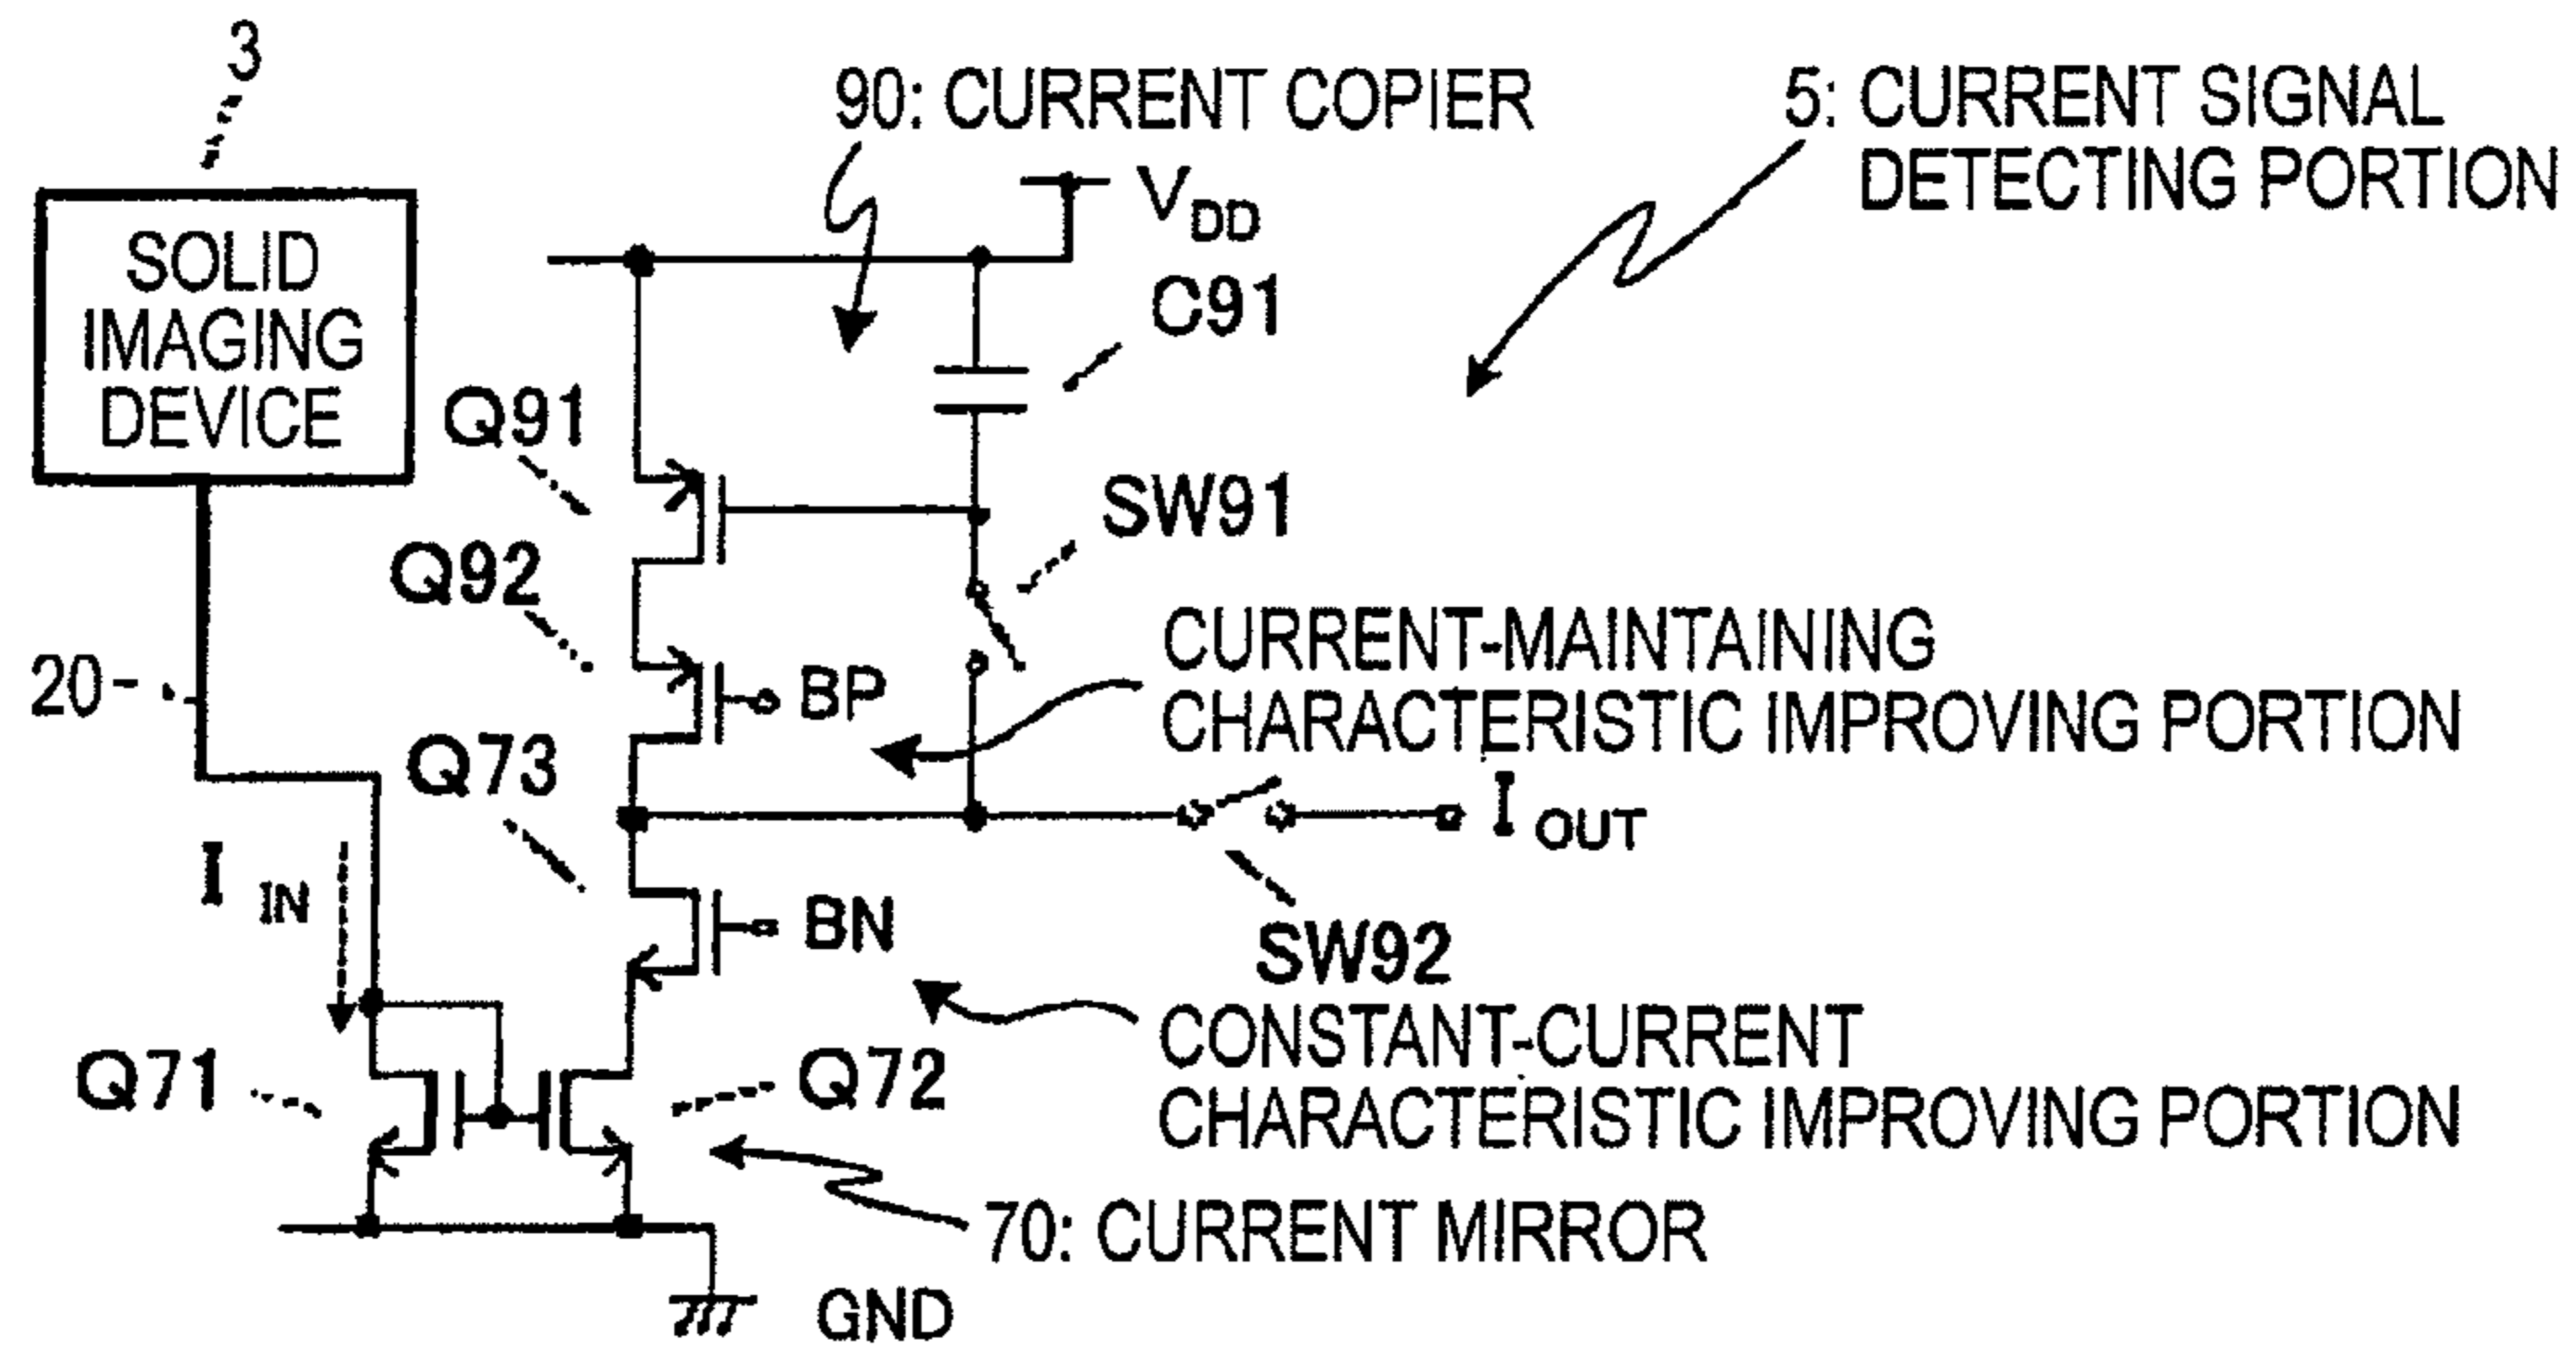 3
90: CURRENT COPIER
5: CURRENT SIGNAL
DETECTING PORTION
VDD
SOLID
IMAGING
DEVICE
C91
Q91
SW91
Q92
CURRENT-MAINTAINING
CHARACTERISTIC IMPROVING PORTION
20
BP
Q73
IOUT
IIN
BN
SW92
CONSTANT-CURRENT
CHARACTERISTIC IMPROVING PORTION
Q71
Q72
70: CURRENT MIRROR
GND